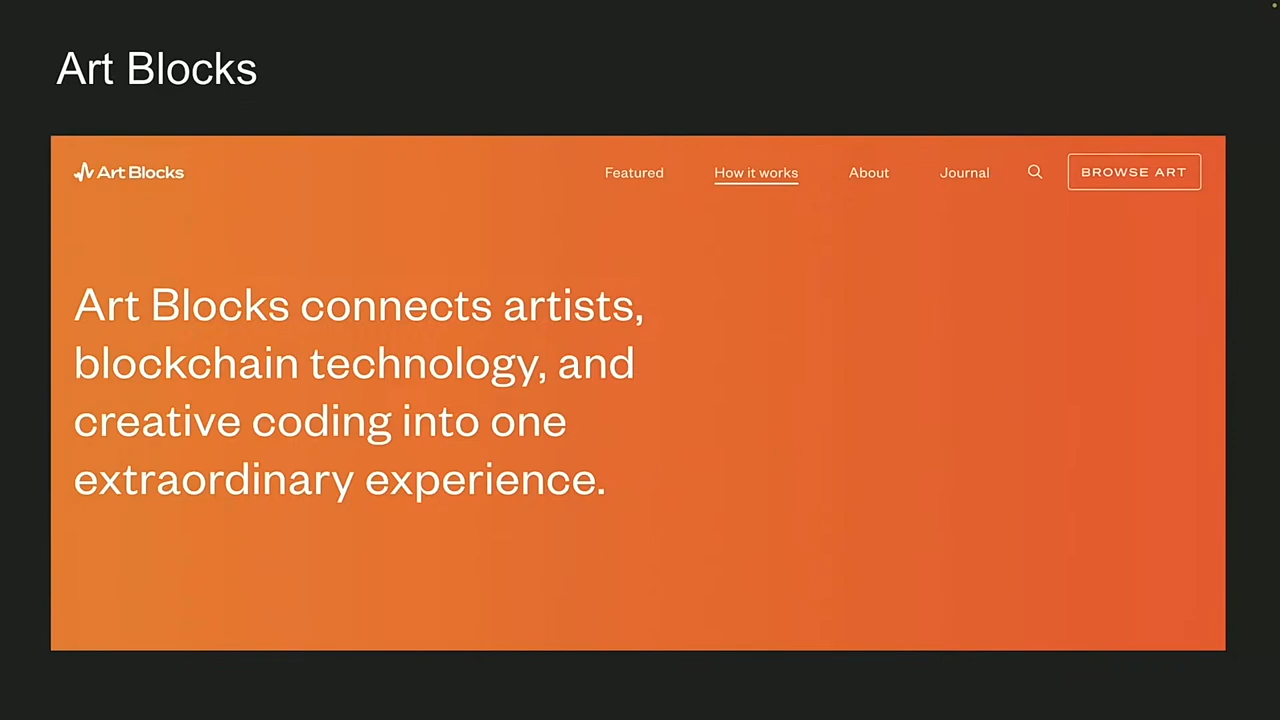 Art Blocks
Art Blocks
Featured How it works About Journal BROWSE ART
Art Blocks connects artists,
blockchain technology, and
creative coding into one
extraordinary experience.